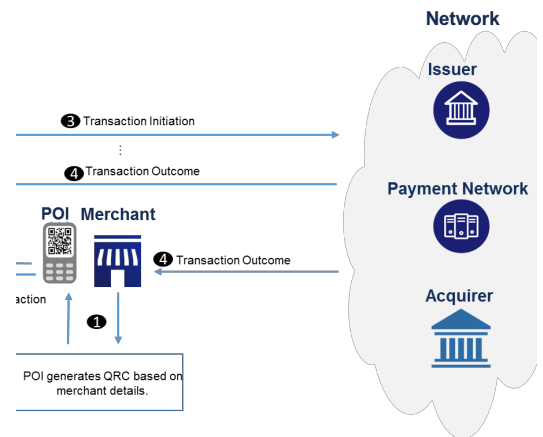 Network
Issuer
3 Transaction Initiation
4 Transaction Outcome
Payment Network
POI Merchant
4 Transaction Outcome
Acquirer
action
1
POI generates QRC based on
merchant details.